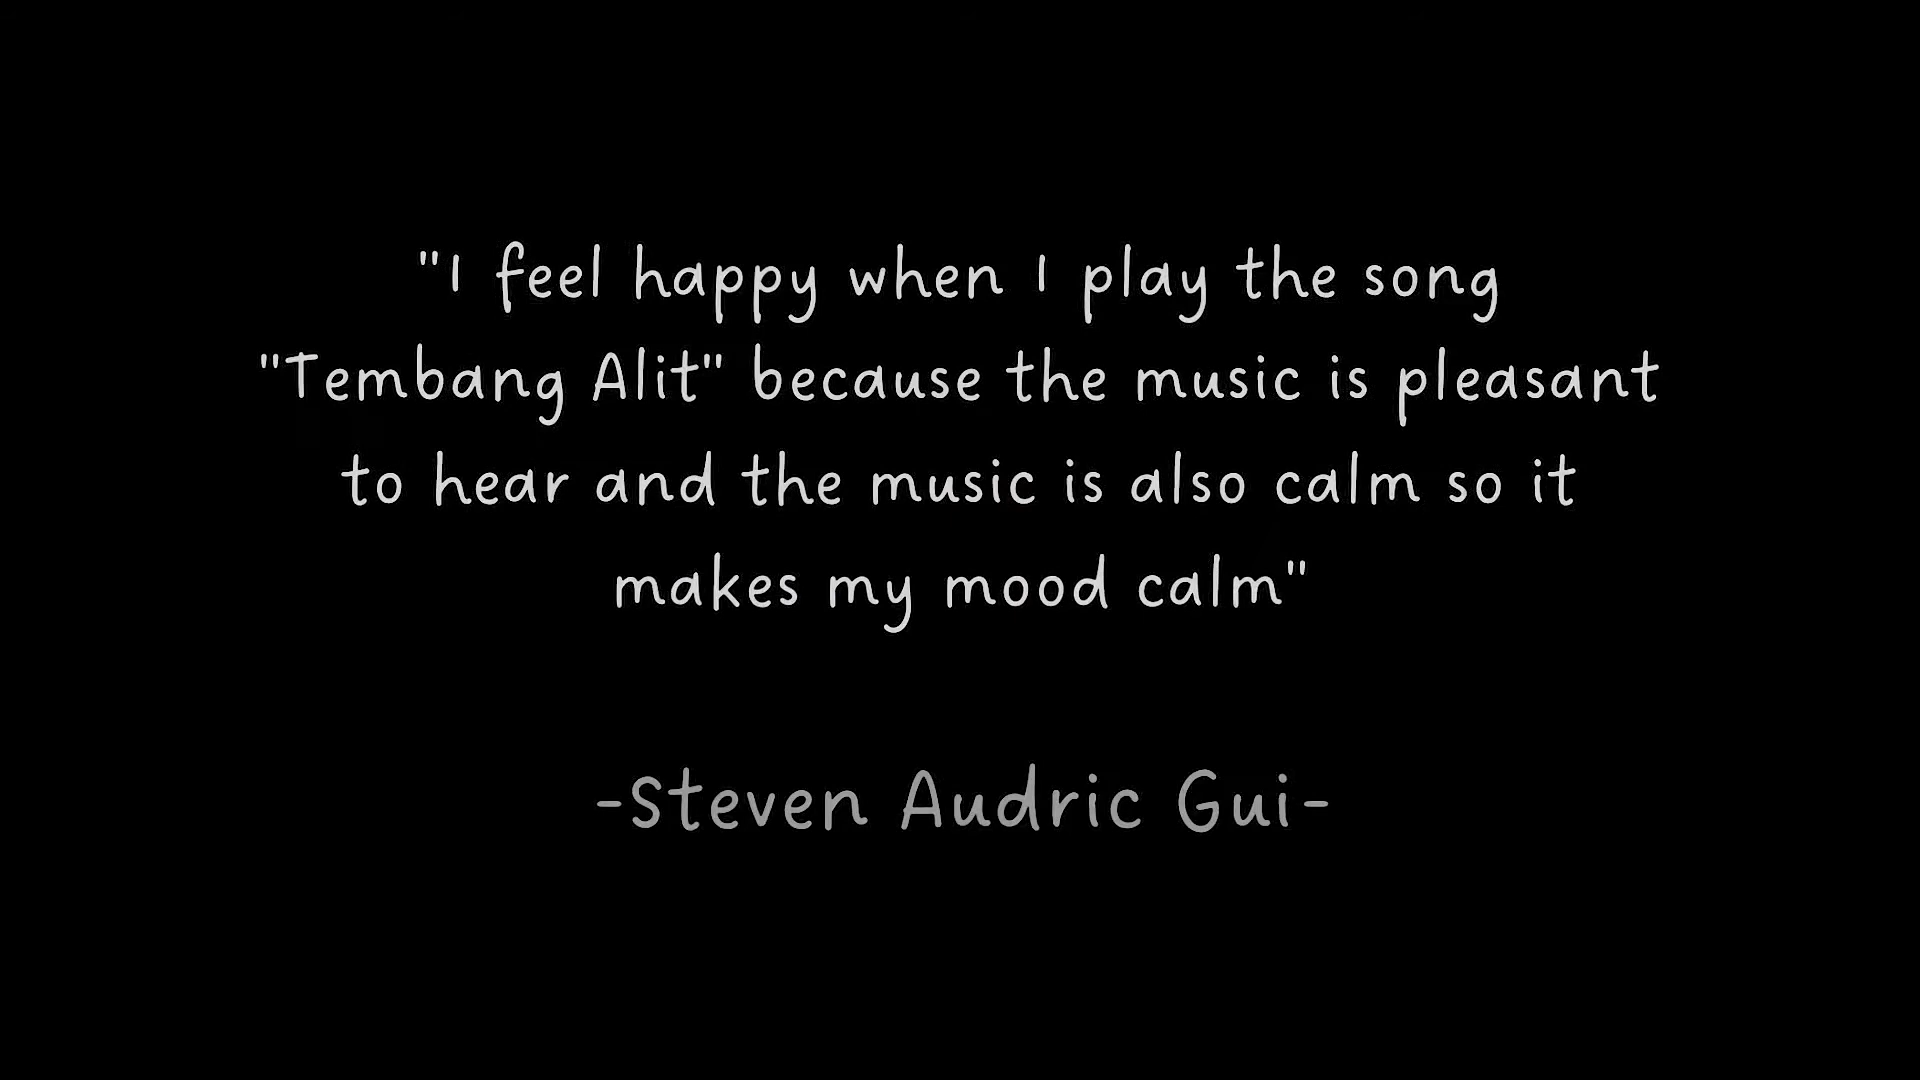 "I feel happy when I play the song
"Tembang Alit" because the music is pleasant
to hear and the music is also calm so it
makes my mood calm"
-Steven Audric Gui-